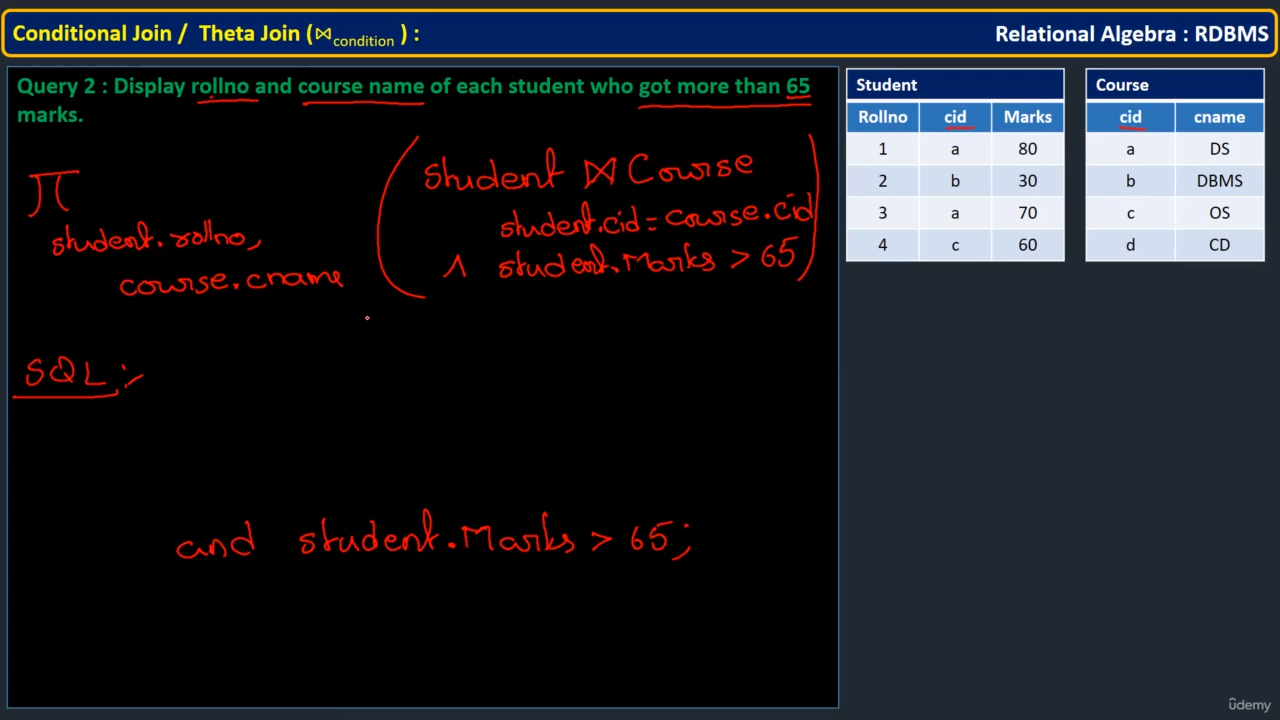 Conditional Join / Theta Join (⋈condition ) :
Relational Algebra : RDBMS
Query 2 : Display rollno and course name of each student who got more than 65
marks.
π
student.rollno,
course.cname
(student ⋈ Course
student.cid = course.cid
∧ student.Marks > 65)
SQL :-
and student.Marks > 65;
Student
Rollno cid Marks
1 a 80
2 b 30
3 a 70
4 c 60
Course
cid cname
a DS
b DBMS
c OS
d CD
ûdemy